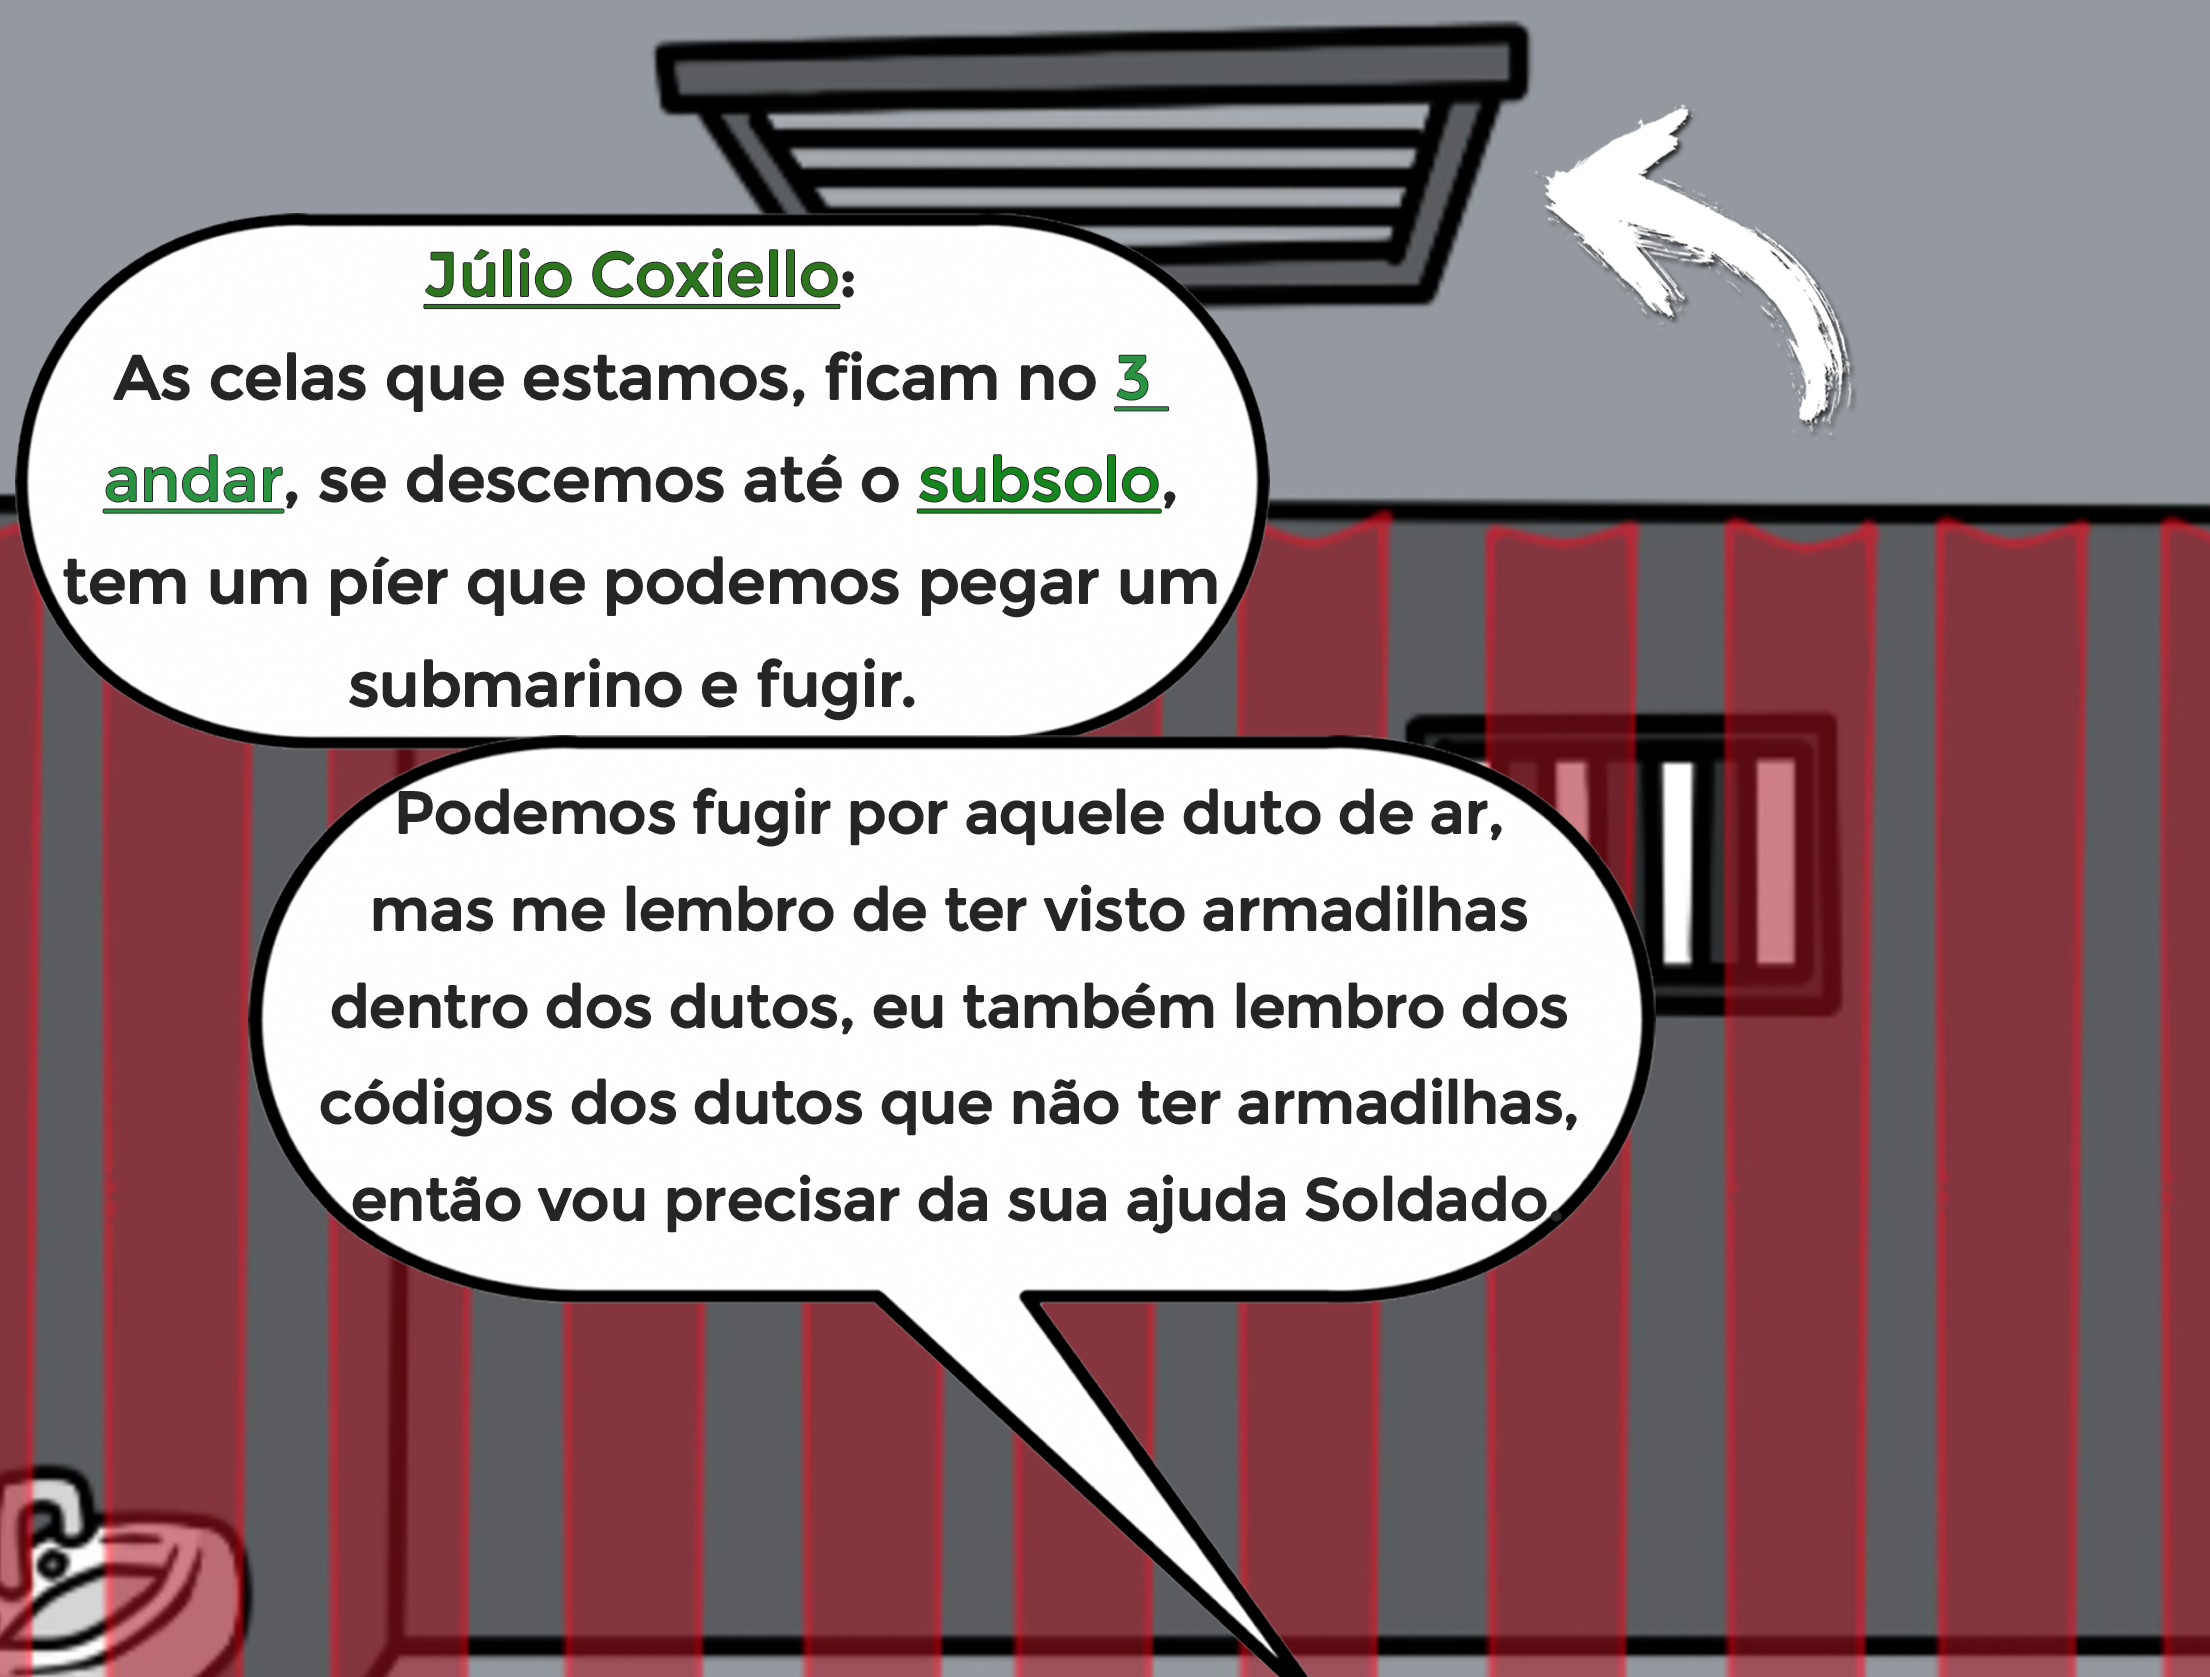 Júlio Coxiello:
As celas que estamos, ficam no 3
andar, se descemos até o subsolo,
tem um píer que podemos pegar um
submarino e fugir.
Podemos fugir por aquele duto de ar,
mas me lembro de ter visto armadilhas
dentro dos dutos, eu também lembro dos
códigos dos dutos que não ter armadilhas,
então vou precisar da sua ajuda Soldado.